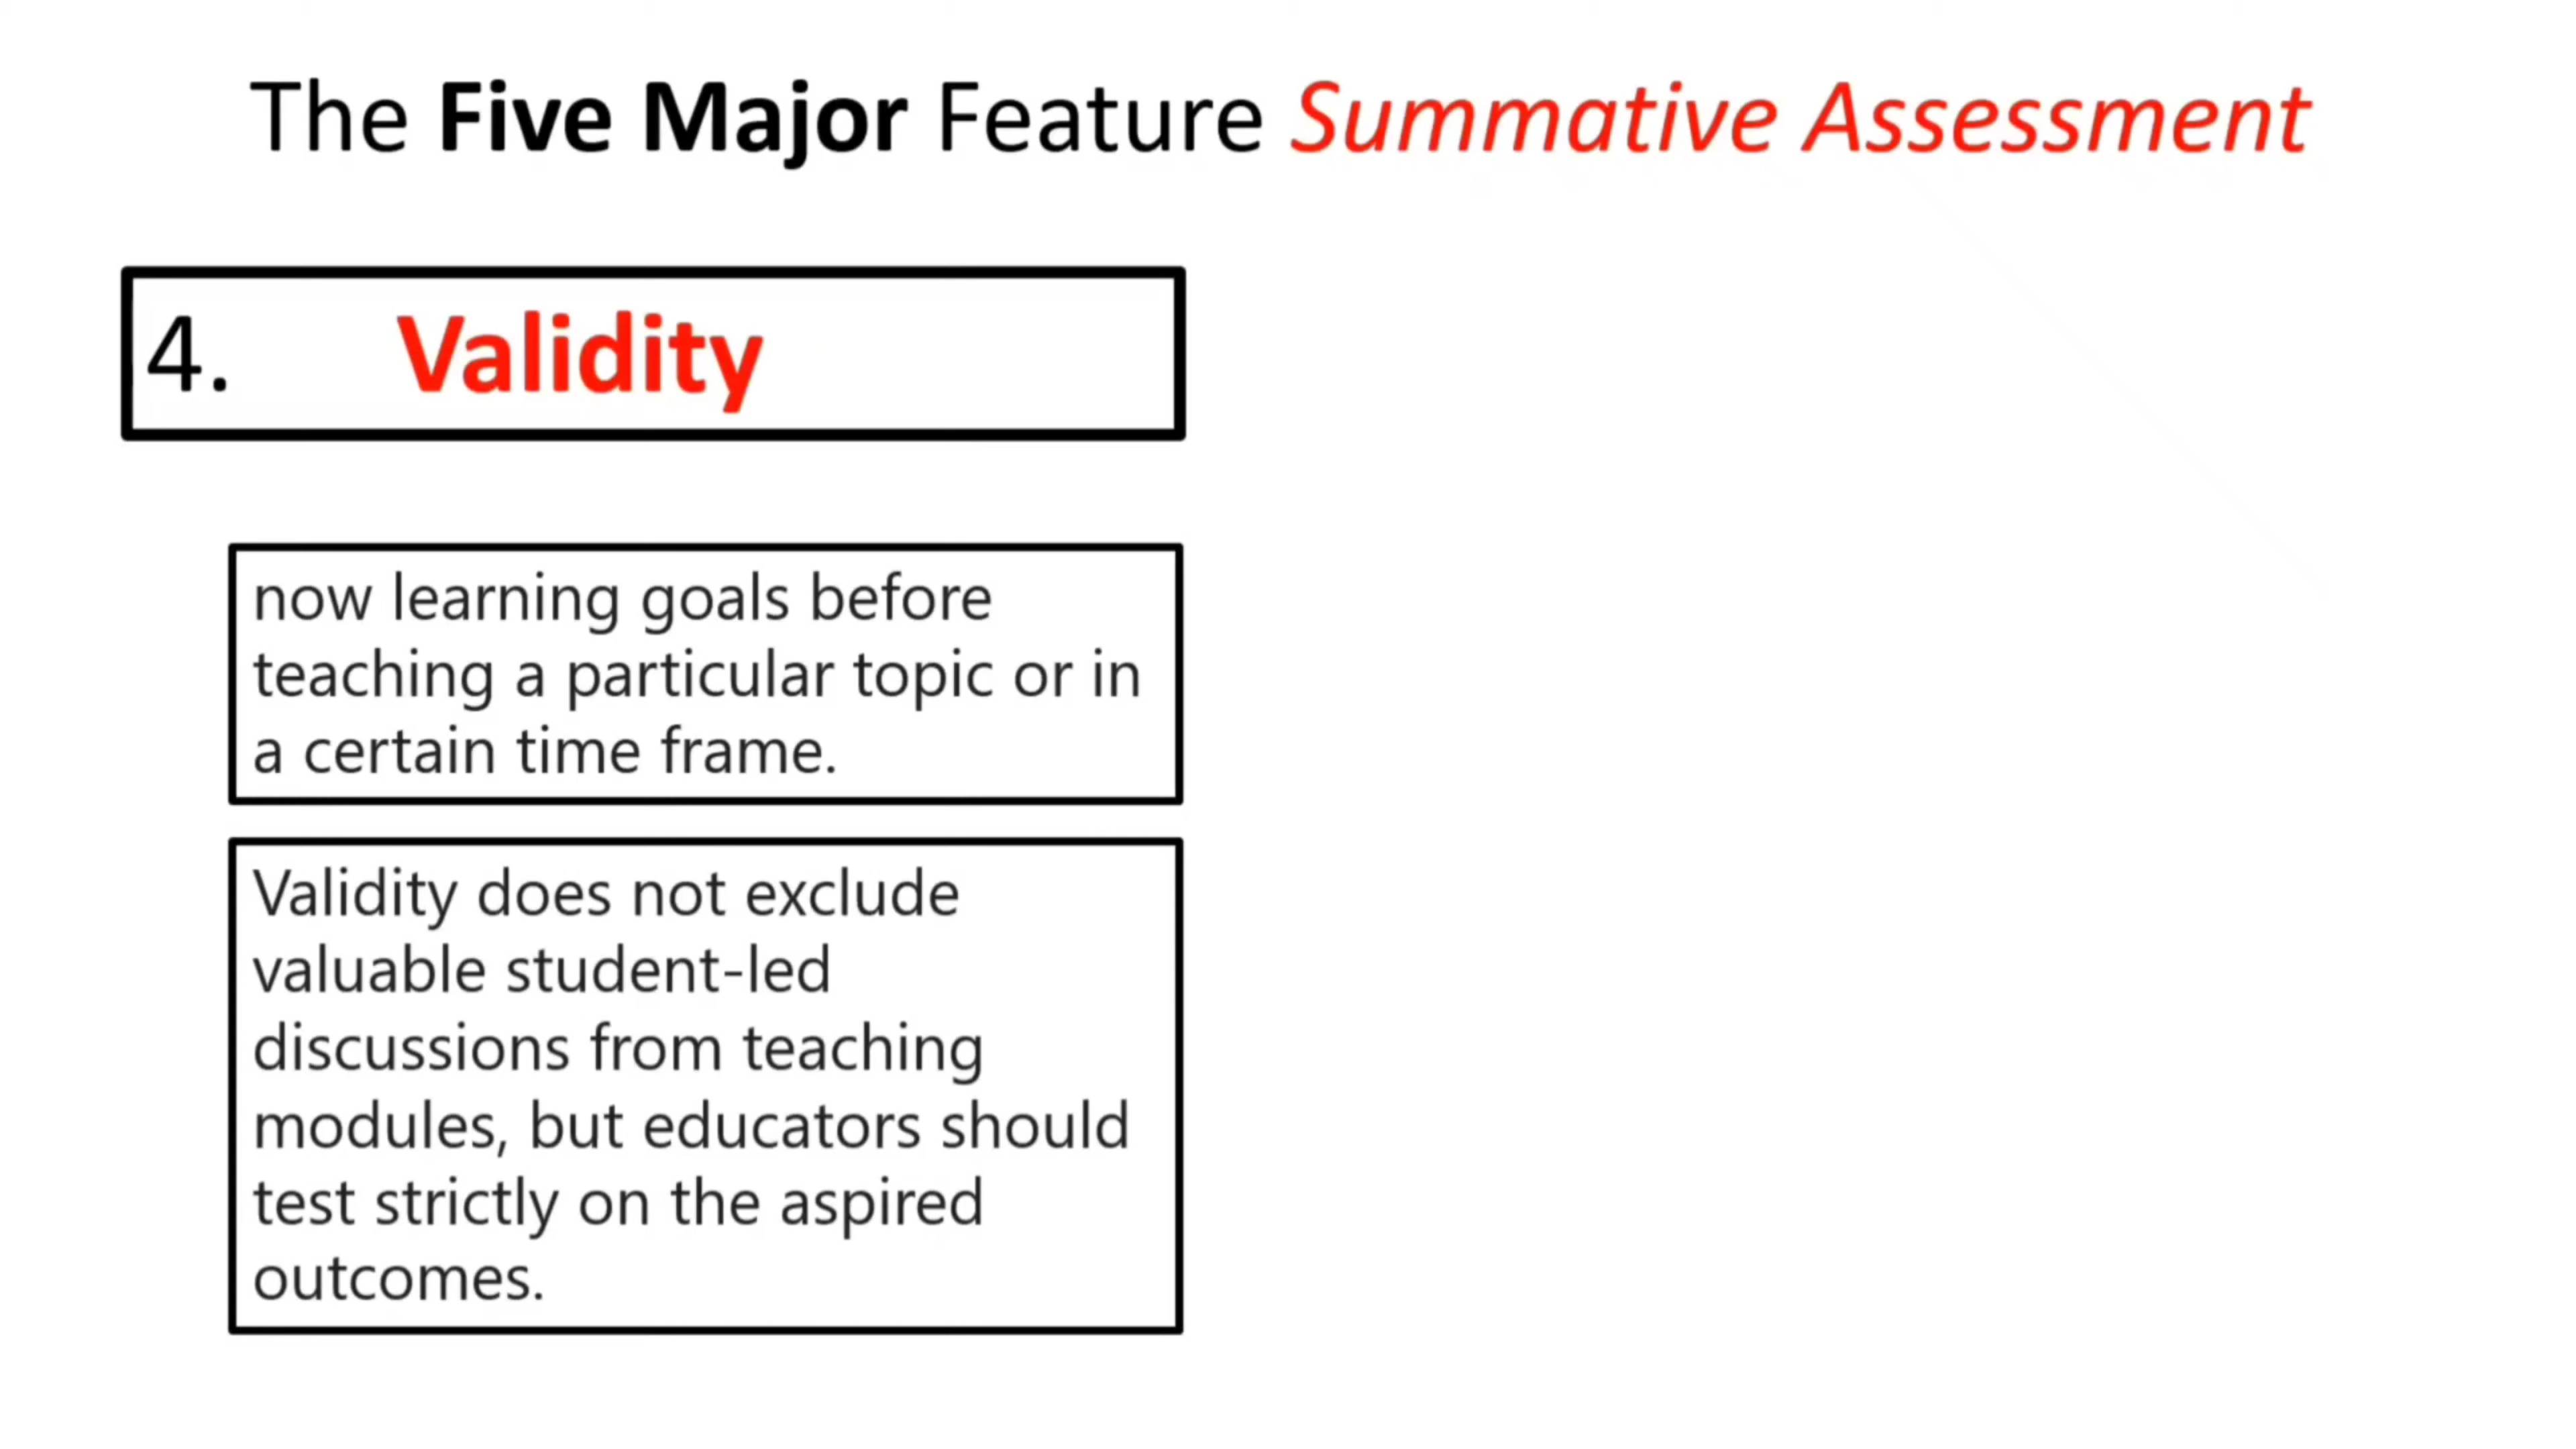 The Five Major Feature Summative Assessment
4. Validity
now learning goals before
teaching a particular topic or in
a certain time frame.
Validity does not exclude
valuable student-led
discussions from teaching
modules, but educators should
test strictly on the aspired
outcomes.